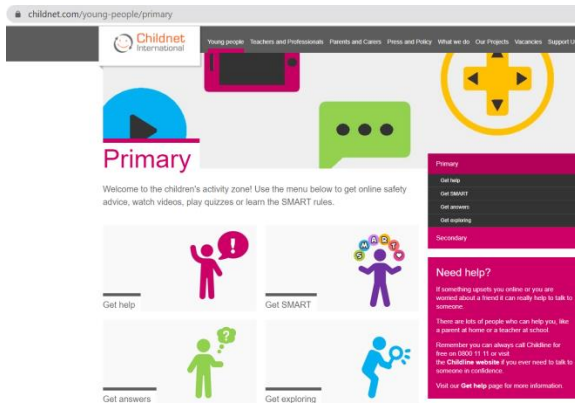 childnet.com/young-people/primary
Childnet
International
Young people Teachers and Professionals Parents and Carers Press and Policy What we do Our Projects Vacancies Support U
Primary
Welcome to the children's activity zone! Use the menu below to get online safety
advice, watch videos, play quizzes or learn the SMART rules.
!
Get help
S M A R T
Get SMART
?
Get answers
Get exploring
Primary
Get help
Get SMART
Get answers
Get exploring
Secondary
Need help?
If something upsets you online or you are
worried about a friend it can really help to talk to
someone.
There are lots of people who can help you, like
a parent at home or a teacher at school.
Remember you can always call Childline for
free on 0800 11 11 or visit
the Childline website if you ever need to talk to
someone in confidence.
Visit our Get help page for more information.